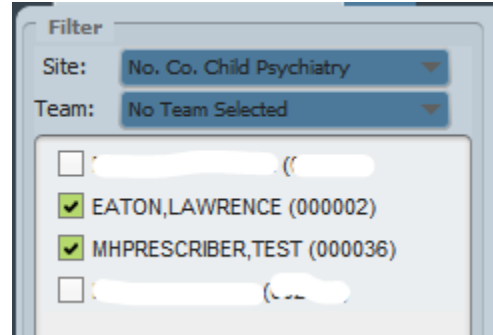 Filter
Site: No. Co. Child Psychiatry
Team: No Team Selected
EATON,LAWRENCE (000002)
MHPRESCRIBER,TEST (000036)